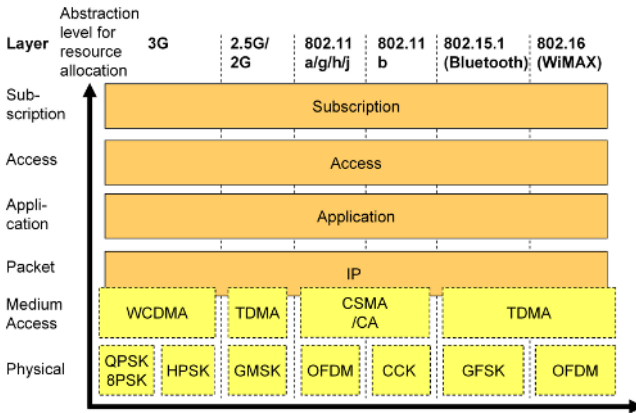 Abstraction
level for
resource
allocation
Layer
3G
2.5G/
2G
802.11
a/g/h/j
802.11
b
802.15.1
(Bluetooth)
802.16
(WiMAX)
Sub-
scription
Subscription
Access
Access
Appli-
cation
Application
Packet
IP
Medium
Access
WCDMA
TDMA
CSMA
/CA
TDMA
Physical
QPSK
8PSK
HPSK
GMSK
OFDM
CCK
GFSK
OFDM